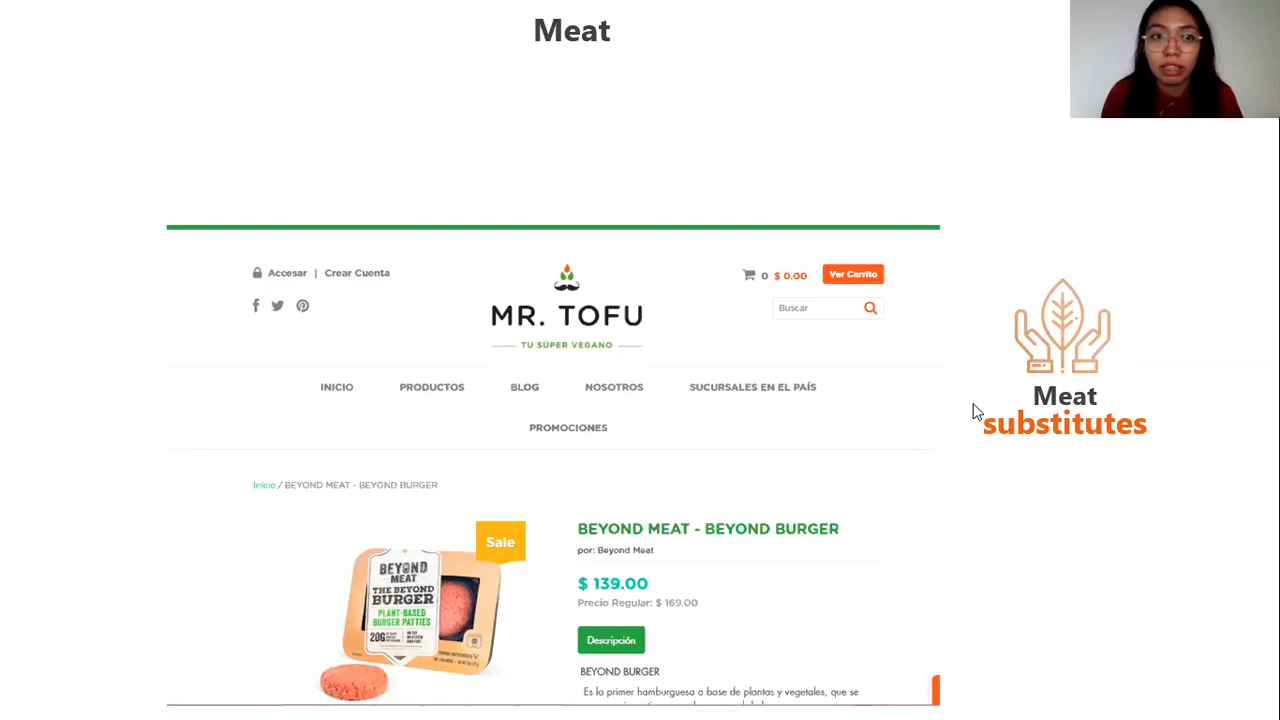 Meat
Accesar | Crear Cuenta
0 $ 0.00
Ver Carrito
Buscar
MR. TOFU
TU SÚPER VEGANO
INICIO
PRODUCTOS
BLOG
NOSOTROS
SUCURSALES EN EL PAÍS
PROMOCIONES
Meat
substitutes
Inicio / BEYOND MEAT - BEYOND BURGER
Sale
BEYOND MEAT
THE BEYOND
BURGER
PLANT-BASED
BURGER PATTIES
20G
BEYOND MEAT - BEYOND BURGER
por: Beyond Meat
$ 139.00
Precio Regular: $ 169.00
Descripción
BEYOND BURGER
Es la primer hamburguesa a base de plantas y vegetales, que se